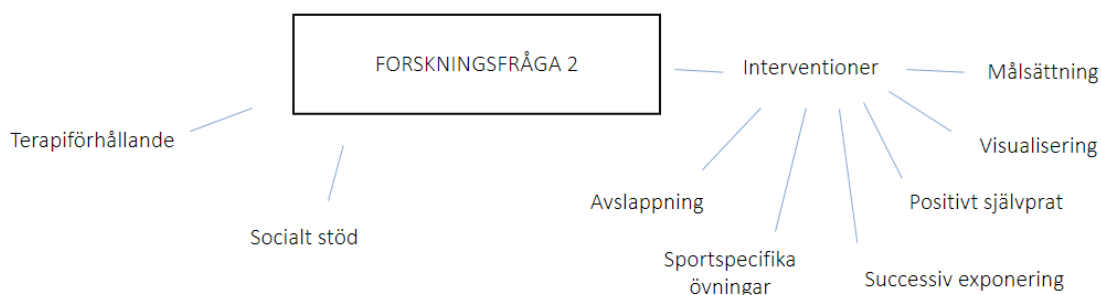 FORSKNINGSFRÅGA 2
Interventioner
Målsättning
Terapiförhållande
Visualisering
Avslappning
Positivt självprat
Socialt stöd
Sportspecifika
övningar
Successiv exponering